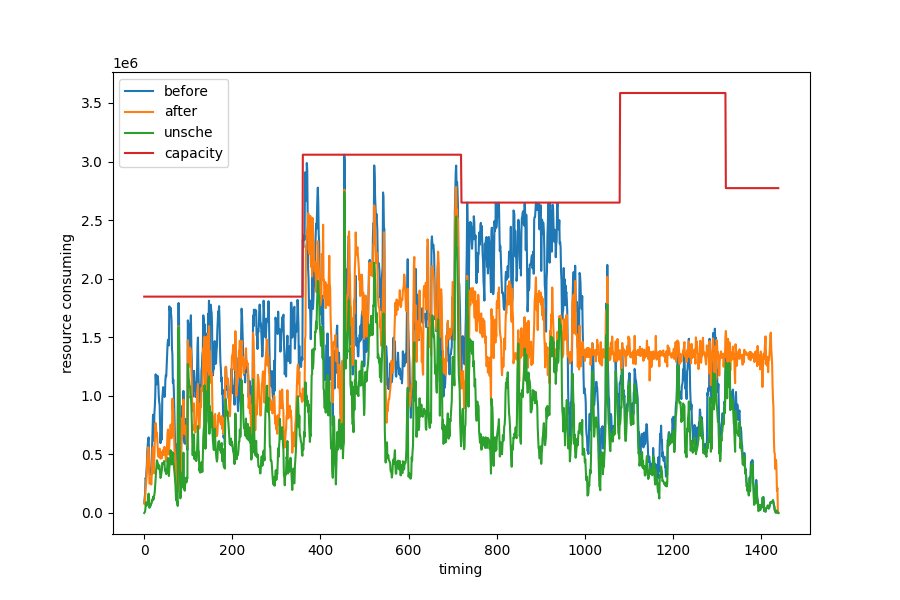 1e6
before
after
unsche
capacity
3.5
3.0
2.5
2.0
1.5
1.0
0.5
0.0
resource consuming
0 200 400 600 800 1000 1200 1400
timing